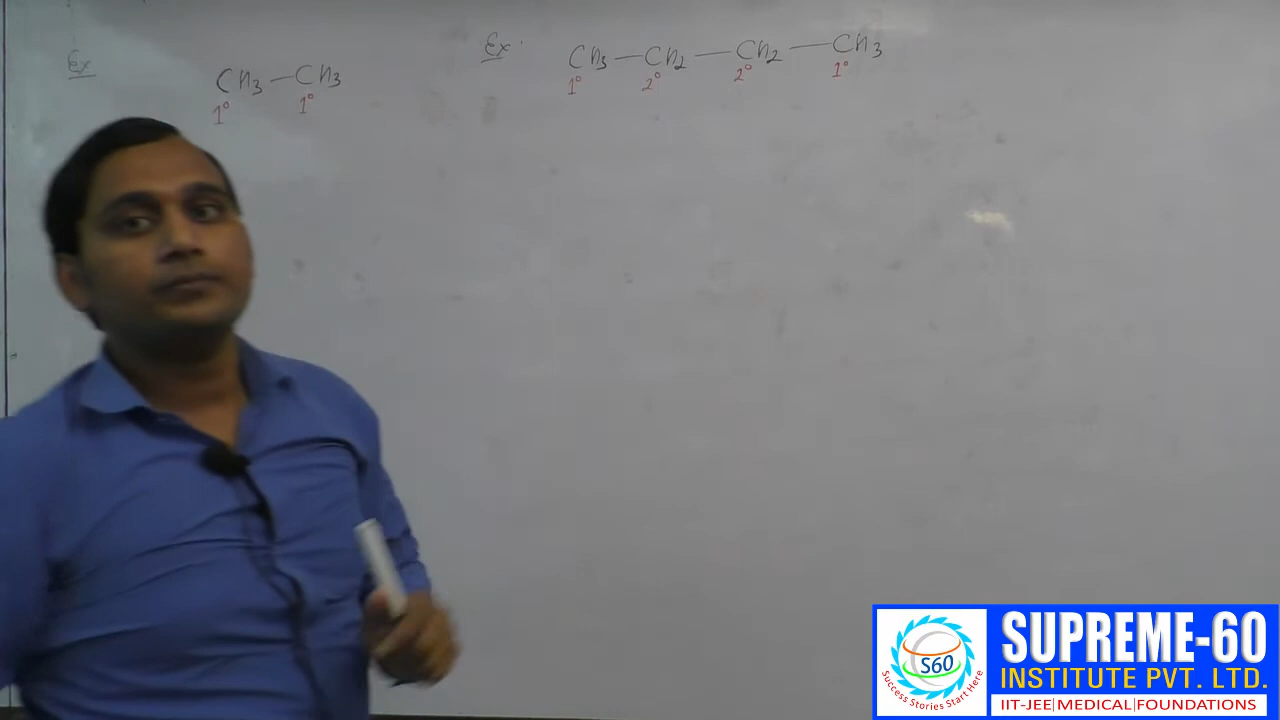 Ex
CH3 — CH3
1° 1°
Ex.
CH3 — CH2 — CH2 — CH3
1° 2° 2° 1°
S60
Success Stories Start Here
SUPREME-60
INSTITUTE PVT. LTD.
IIT-JEE|MEDICAL|FOUNDATIONS